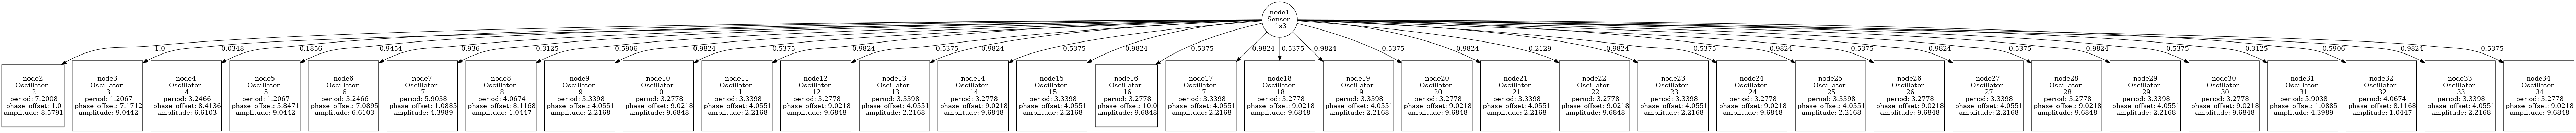 node1
Sensor
1s3
1.0
-0.0348
0.1856
-0.9454
0.936
-0.3125
0.5906
0.9824
-0.5375
0.9824
-0.5375
0.9824
-0.5375
0.9824
-0.5375
0.9824
-0.5375
0.9824
-0.5375
0.9824
0.2129
0.9824
-0.5375
0.9824
-0.5375
0.9824
-0.5375
0.9824
-0.5375
-0.3125
0.5906
0.9824
-0.5375
node2
Oscillator
2
period: 7.2008
phase_offset: 1.0
amplitude: 8.5791
node3
Oscillator
3
period: 1.2067
phase_offset: 7.1712
amplitude: 9.0442
node4
Oscillator
4
period: 3.2466
phase_offset: 8.4136
amplitude: 6.6103
node5
Oscillator
5
period: 1.2067
phase_offset: 5.8471
amplitude: 9.0442
node6
Oscillator
6
period: 3.2466
phase_offset: 7.0895
amplitude: 6.6103
node7
Oscillator
7
period: 5.9038
phase_offset: 1.0885
amplitude: 4.3989
node8
Oscillator
8
period: 4.0674
phase_offset: 8.1168
amplitude: 1.0447
node9
Oscillator
9
period: 3.3398
phase_offset: 4.0551
amplitude: 2.2168
node10
Oscillator
10
period: 3.2778
phase_offset: 9.0218
amplitude: 9.6848
node11
Oscillator
11
period: 3.3398
phase_offset: 4.0551
amplitude: 2.2168
node12
Oscillator
12
period: 3.2778
phase_offset: 9.0218
amplitude: 9.6848
node13
Oscillator
13
period: 3.3398
phase_offset: 4.0551
amplitude: 2.2168
node14
Oscillator
14
period: 3.2778
phase_offset: 9.0218
amplitude: 9.6848
node15
Oscillator
15
period: 3.3398
phase_offset: 4.0551
amplitude: 2.2168
node16
Oscillator
16
period: 3.2778
phase_offset: 10.0
amplitude: 9.6848
node17
Oscillator
17
period: 3.3398
phase_offset: 4.0551
amplitude: 2.2168
node18
Oscillator
18
period: 3.2778
phase_offset: 9.0218
amplitude: 9.6848
node19
Oscillator
19
period: 3.3398
phase_offset: 4.0551
amplitude: 2.2168
node20
Oscillator
20
period: 3.2778
phase_offset: 9.0218
amplitude: 9.6848
node21
Oscillator
21
period: 3.3398
phase_offset: 4.0551
amplitude: 2.2168
node22
Oscillator
22
period: 3.2778
phase_offset: 9.0218
amplitude: 9.6848
node23
Oscillator
23
period: 3.3398
phase_offset: 4.0551
amplitude: 2.2168
node24
Oscillator
24
period: 3.2778
phase_offset: 9.0218
amplitude: 9.6848
node25
Oscillator
25
period: 3.3398
phase_offset: 4.0551
amplitude: 2.2168
node26
Oscillator
26
period: 3.2778
phase_offset: 9.0218
amplitude: 9.6848
node27
Oscillator
27
period: 3.3398
phase_offset: 4.0551
amplitude: 2.2168
node28
Oscillator
28
period: 3.2778
phase_offset: 9.0218
amplitude: 9.6848
node29
Oscillator
29
period: 3.3398
phase_offset: 4.0551
amplitude: 2.2168
node30
Oscillator
30
period: 3.2778
phase_offset: 9.0218
amplitude: 9.6848
node31
Oscillator
31
period: 5.9038
phase_offset: 1.0885
amplitude: 4.3989
node32
Oscillator
32
period: 4.0674
phase_offset: 8.1168
amplitude: 1.0447
node33
Oscillator
33
period: 3.3398
phase_offset: 4.0551
amplitude: 2.2168
node34
Oscillator
34
period: 3.2778
phase_offset: 9.0218
amplitude: 9.6848